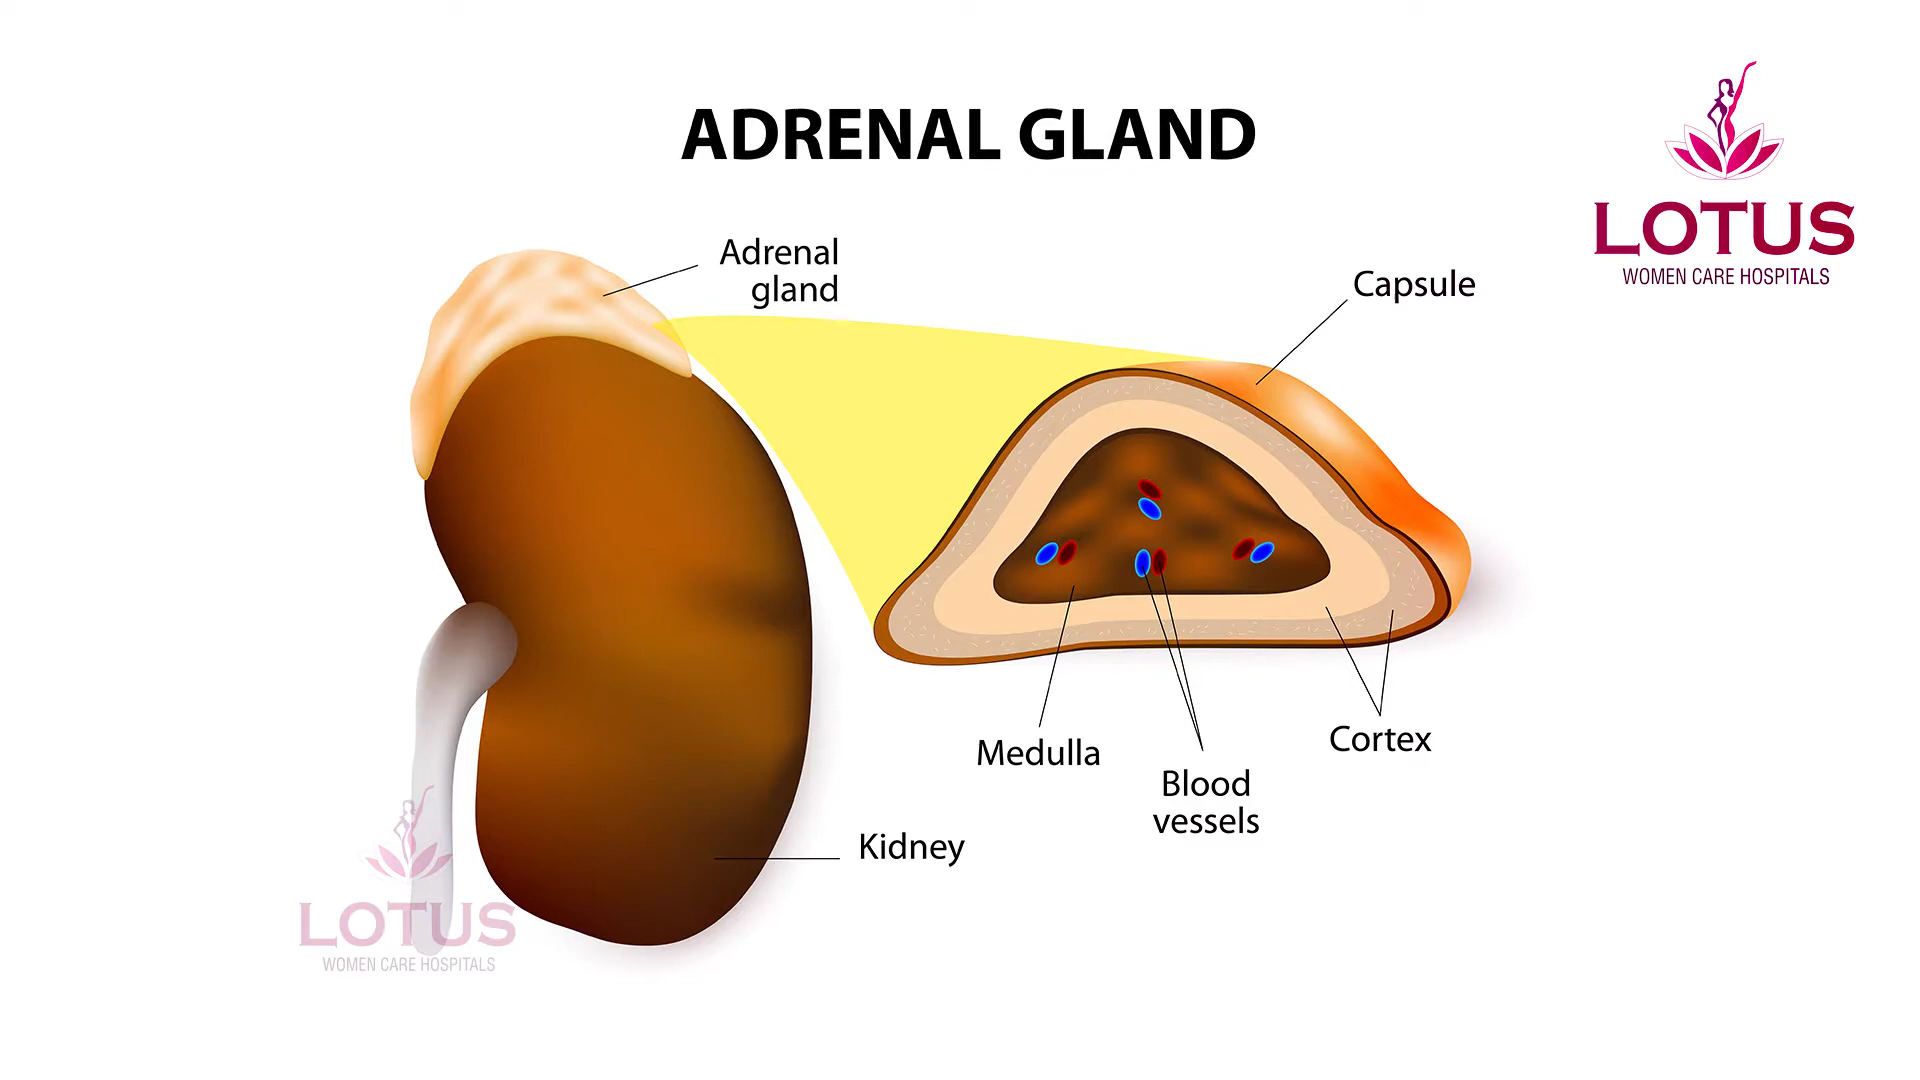 ADRENAL GLAND
LOTUS
WOMEN CARE HOSPITALS
Adrenal
gland
Capsule
Medulla
Blood
vessels
Cortex
Kidney
LOTUS
WOMEN CARE HOSPITALS